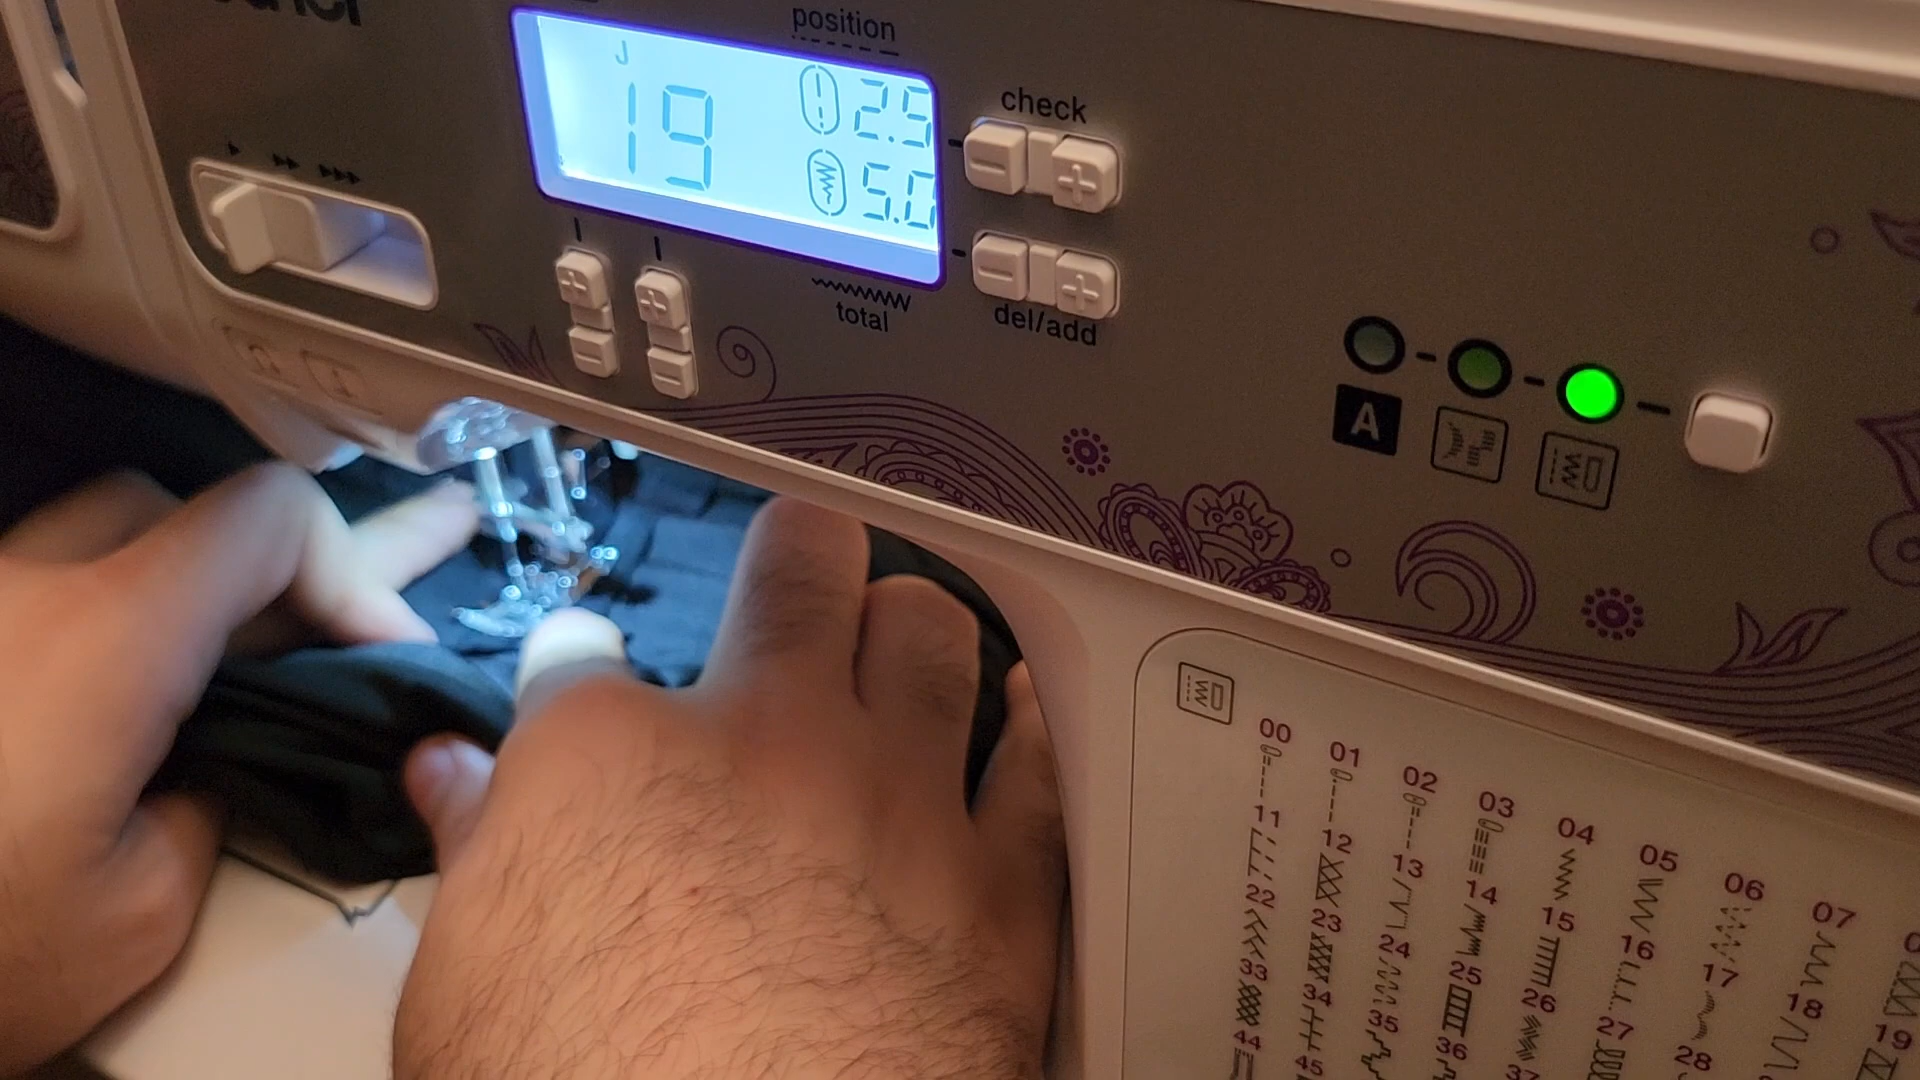 position
J
19
2.5
5.0
check
total
del/add
A
00 01 02 03 04 05 06 07
11 12 13 14 15 16 17 18 19
22 23 24 25 26 27 28
33 34 35 36 37
44 45